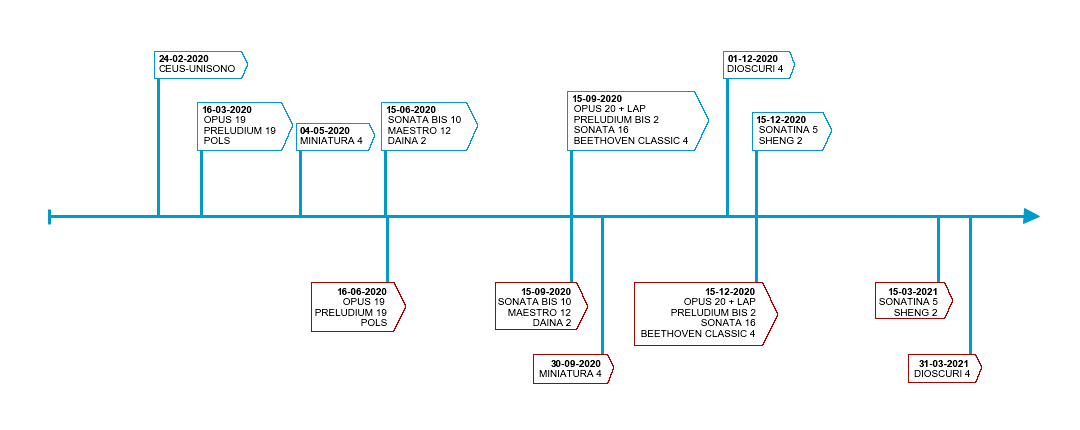 24-02-2020
CEUS-UNISONO
16-03-2020
OPUS 19
PRELUDIUM 19
POLS
04-05-2020
MINIATURA 4
15-06-2020
SONATA BIS 10
MAESTRO 12
DAINA 2
15-09-2020
OPUS 20 + LAP
PRELUDIUM BIS 2
SONATA 16
BEETHOVEN CLASSIC 4
01-12-2020
DIOSCURI 4
15-12-2020
SONATINA 5
SHENG 2
16-06-2020
OPUS 19
PRELUDIUM 19
POLS
15-09-2020
SONATA BIS 10
MAESTRO 12
DAINA 2
30-09-2020
MINIATURA 4
15-12-2020
OPUS 20 + LAP
PRELUDIUM BIS 2
SONATA 16
BEETHOVEN CLASSIC 4
15-03-2021
SONATINA 5
SHENG 2
31-03-2021
DIOSCURI 4